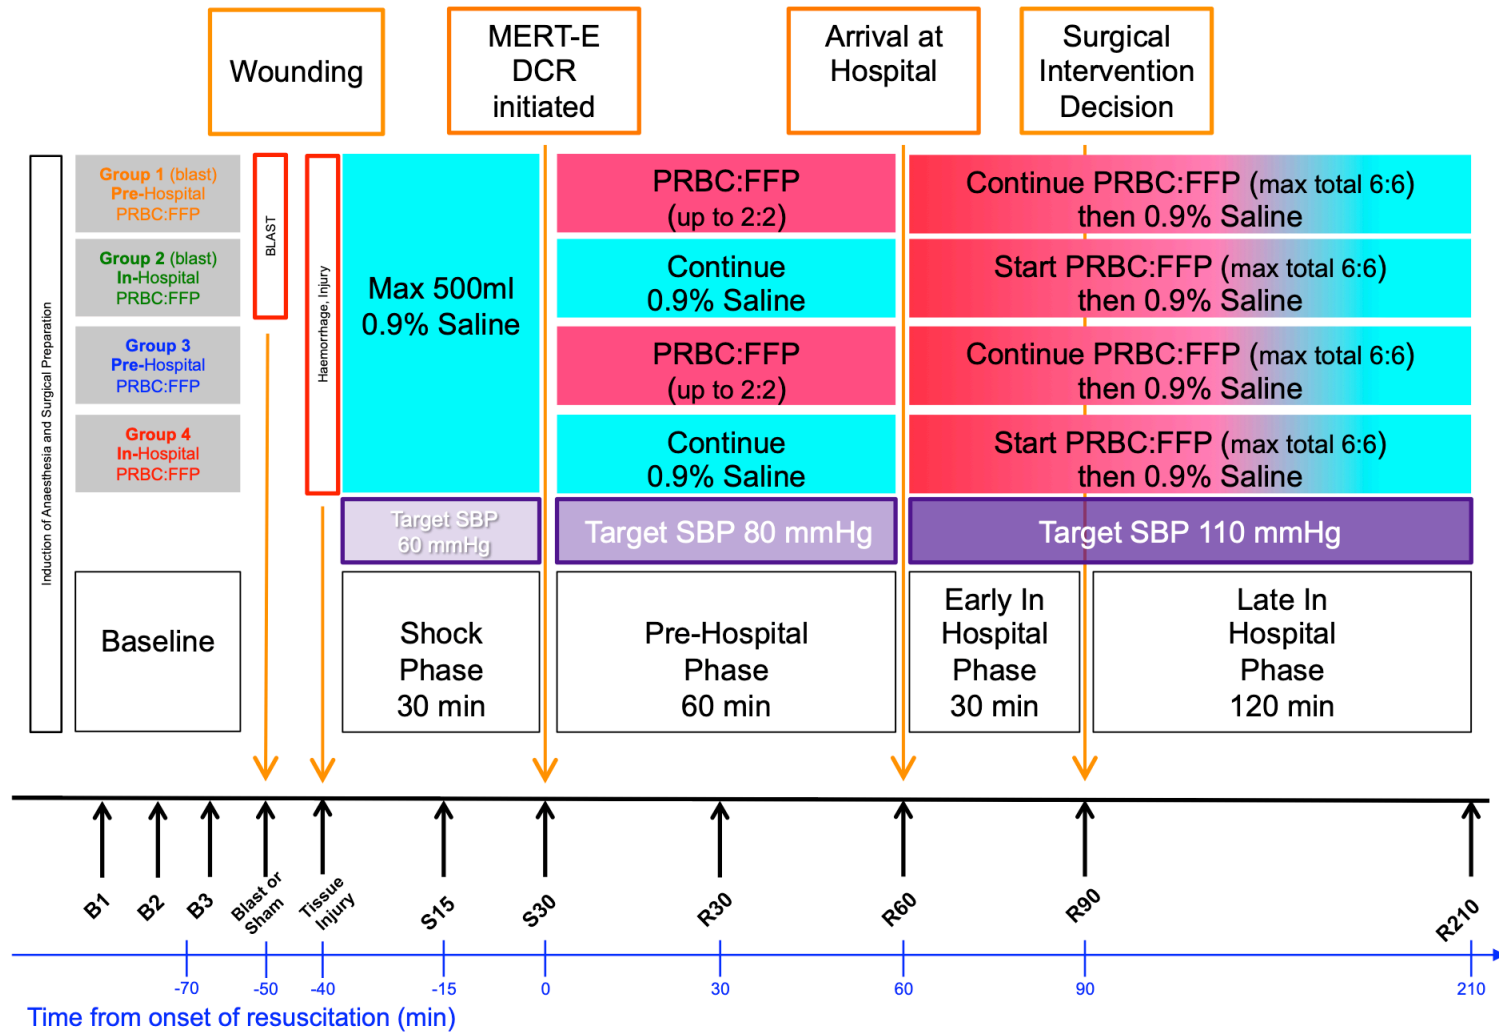 Wounding
MERT-E
DCR
initiated
Arrival at
Hospital
Surgical
Intervention
Decision
Induction of Anaesthesia and Surgical Preparation
Group 1 (blast)
Pre-Hospital
PRBC:FFP
Group 2 (blast)
In-Hospital
PRBC:FFP
Group 3
Pre-Hospital
PRBC:FFP
Group 4
In-Hospital
PRBC:FFP
BLAST
Haemorrhage, Injury
Max 500ml
0.9% Saline
PRBC:FFP
(up to 2:2)
Continue
0.9% Saline
PRBC:FFP
(up to 2:2)
Continue
0.9% Saline
Continue PRBC:FFP (max total 6:6)
then 0.9% Saline
Start PRBC:FFP (max total 6:6)
then 0.9% Saline
Continue PRBC:FFP (max total 6:6)
then 0.9% Saline
Start PRBC:FFP (max total 6:6)
then 0.9% Saline
Target SBP
60 mmHg
Target SBP 80 mmHg
Target SBP 110 mmHg
Baseline
Shock
Phase
30 min
Pre-Hospital
Phase
60 min
Early In
Hospital
Phase
30 min
Late In
Hospital
Phase
120 min
B1
B2
B3
Blast or
Sham
Tissue
Injury
S15
S30
R30
R60
R90
R210
-70
-50
-40
-15
0
30
60
90
210
Time from onset of resuscitation (min)